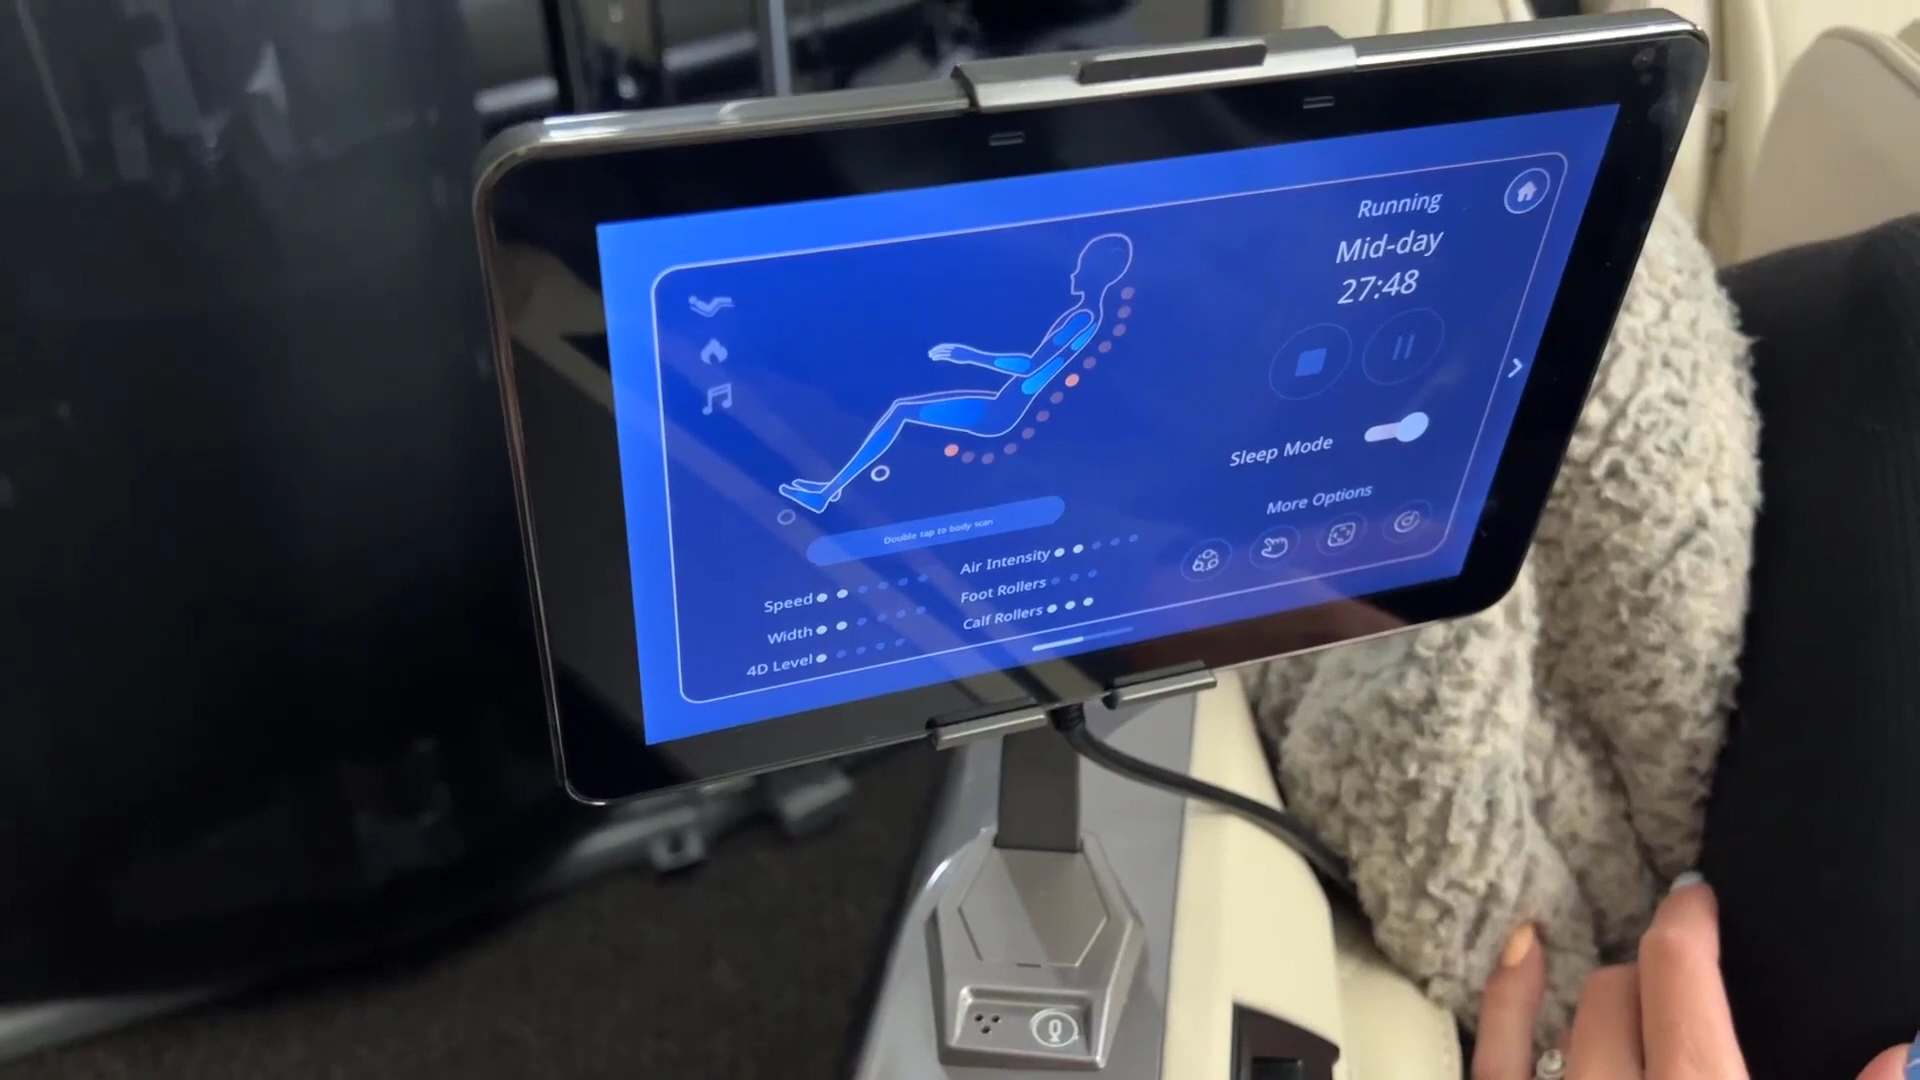 Running
Mid-day
27:48
Sleep Mode
More Options
Double tap to body scan
Air Intensity
Speed
Foot Rollers
Width
Calf Rollers
4D Level